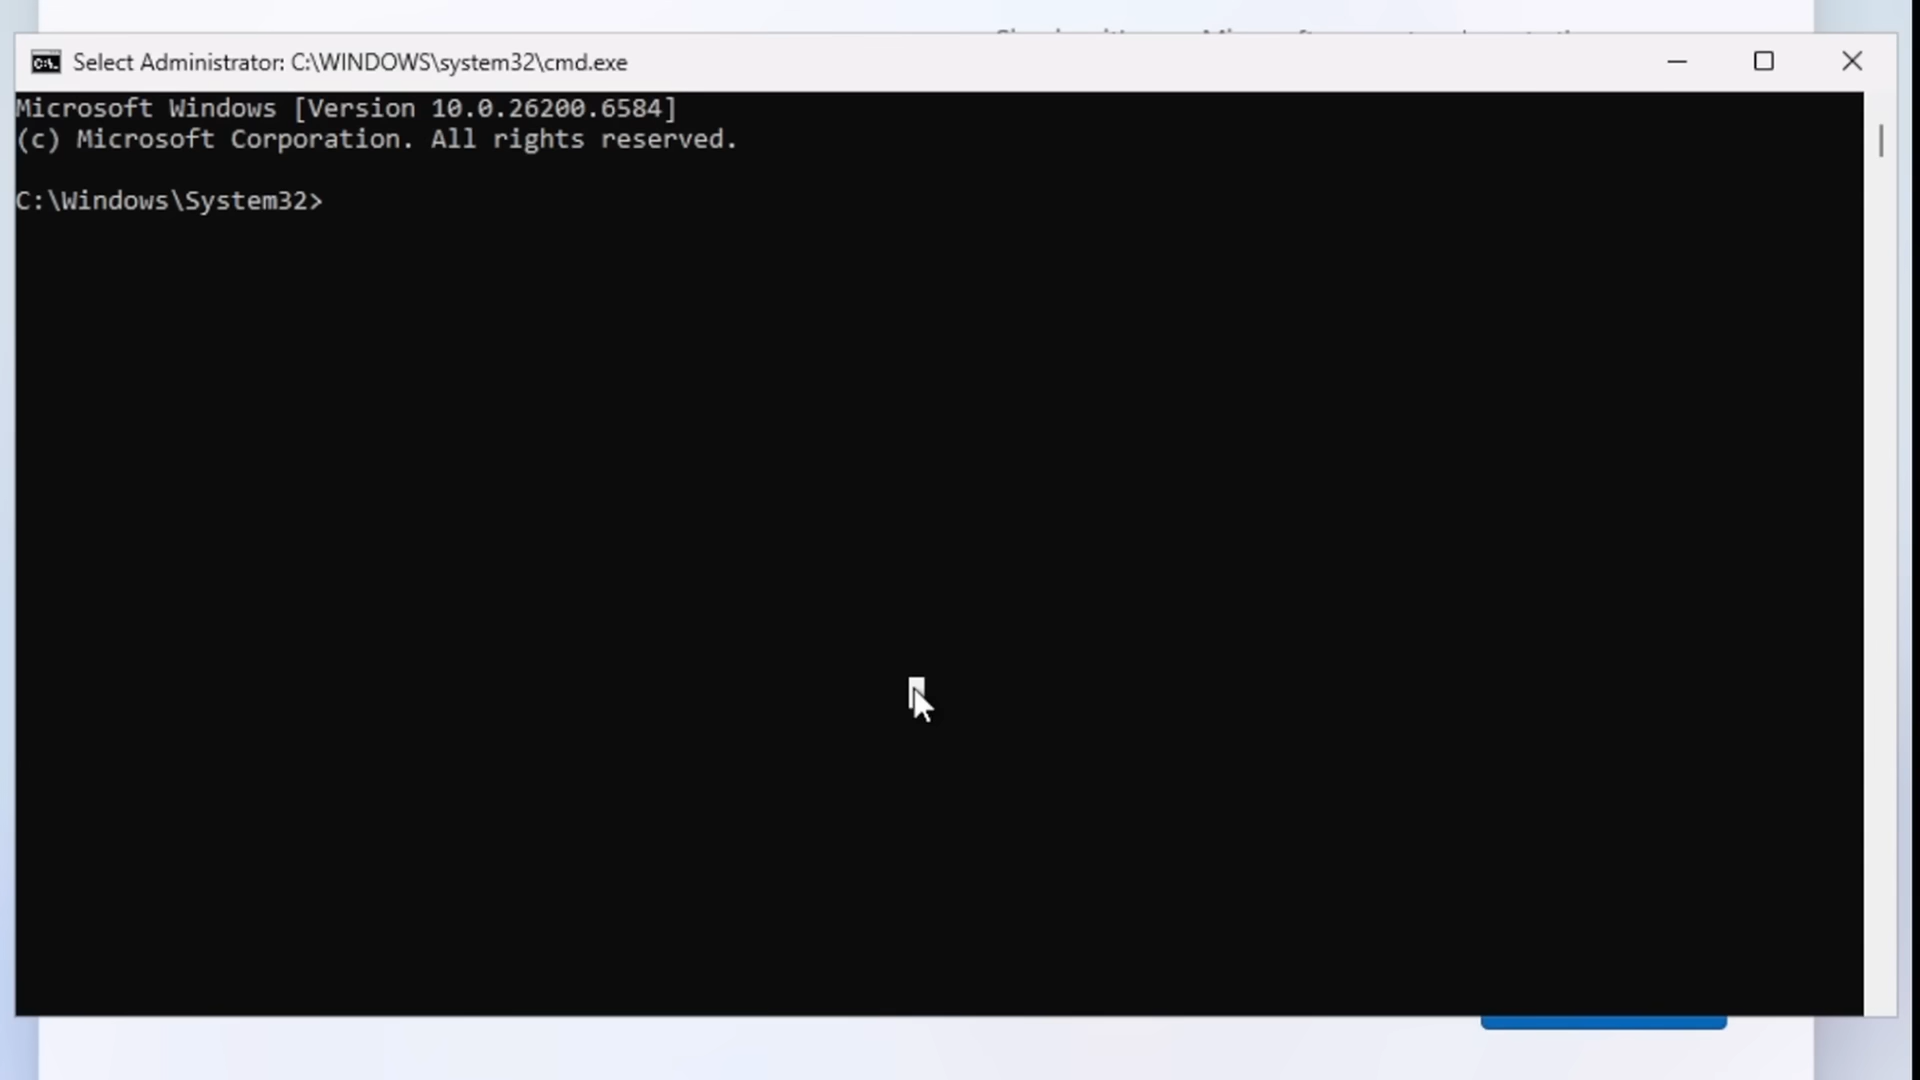 Select Administrator: C:\WINDOWS\system32\cmd.exe
Microsoft Windows [Version 10.0.26200.6584]
(c) Microsoft Corporation. All rights reserved.
C:\Windows\System32>